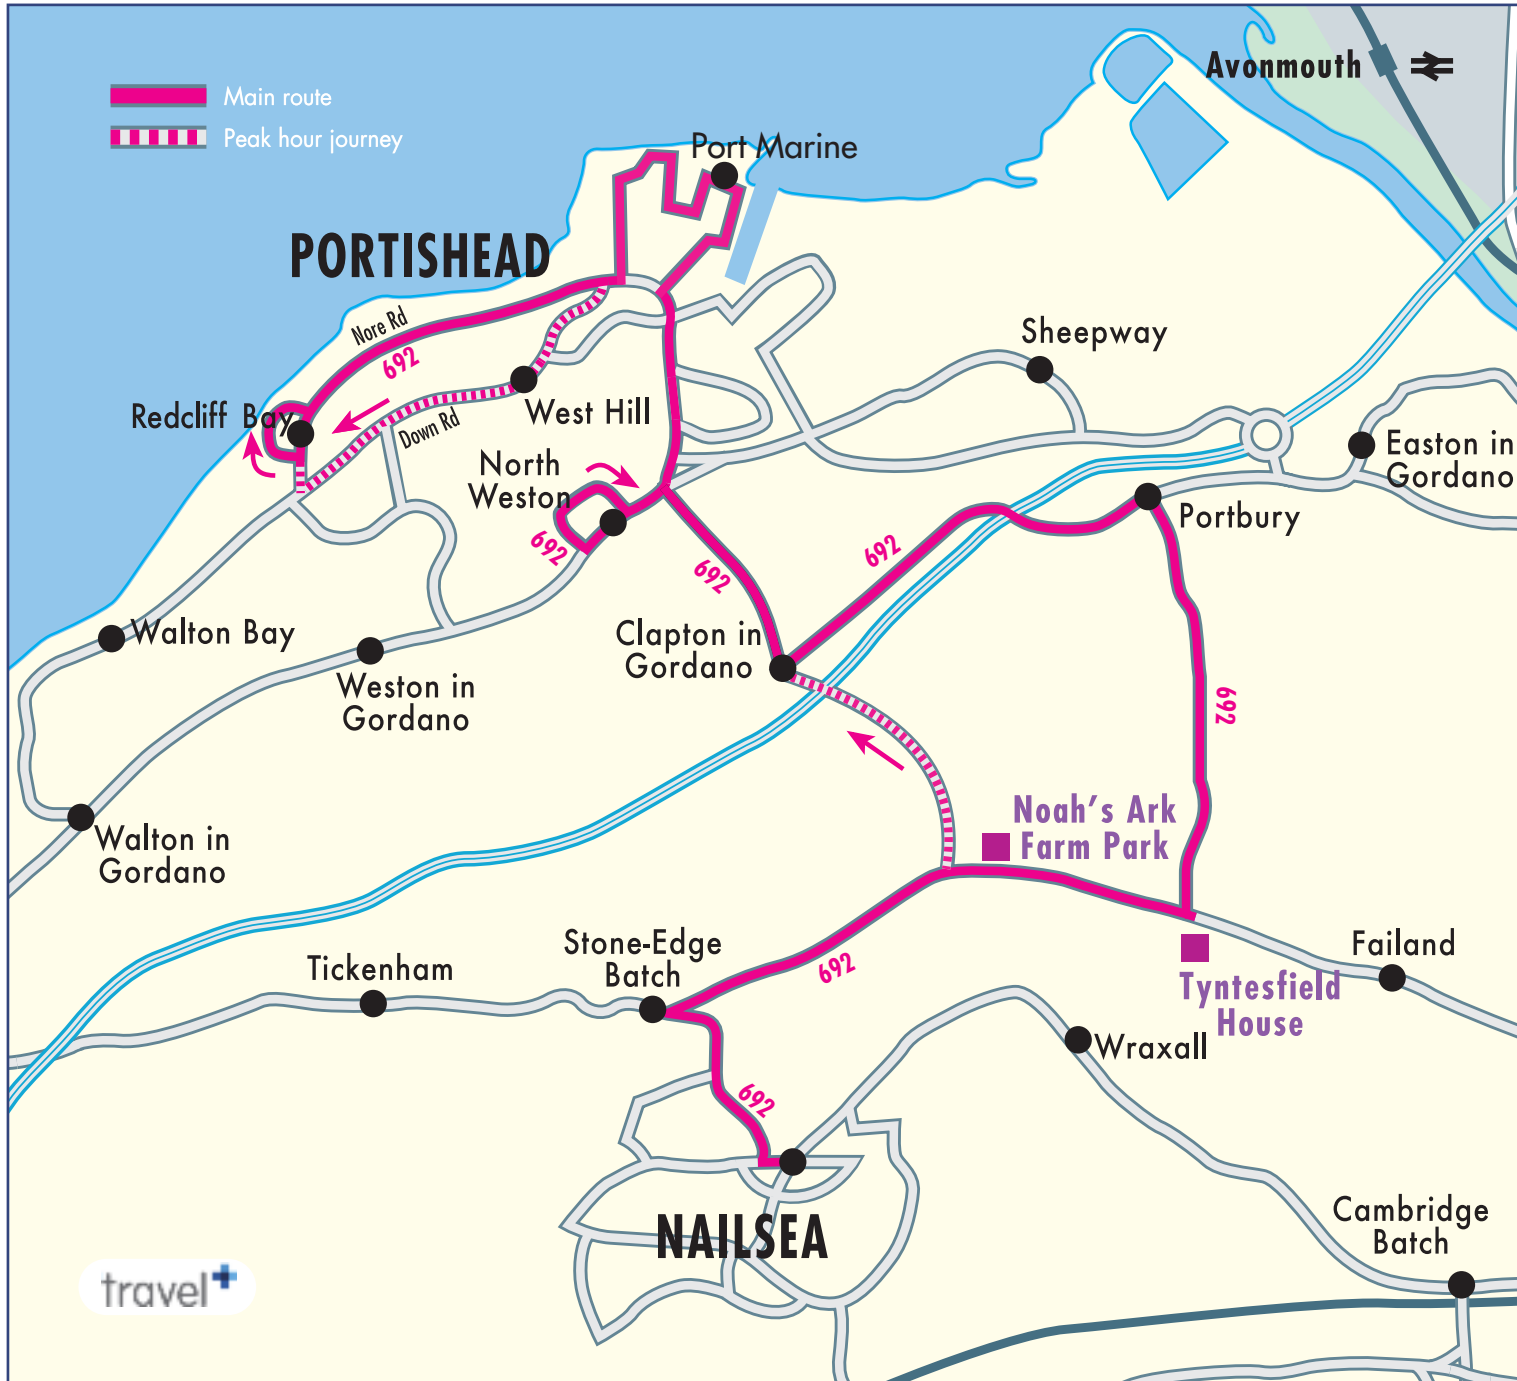 Avonmouth
Main route
Peak hour journey
Port Marine
PORTISHEAD
Nore Rd
692
Sheepway
Redcliff Bay
West Hill
Down Rd
Easton in
Gordano
North
Weston
Portbury
692
692
692
Clapton in
Gordano
Walton Bay
Weston in
Gordano
692
Noah's Ark
Farm Park
Walton in
Gordano
Stone-Edge
Batch
Failand
Tickenham
692
Tyntesfield
House
Wraxall
692
Cambridge
Batch
NAILSEA
travel+